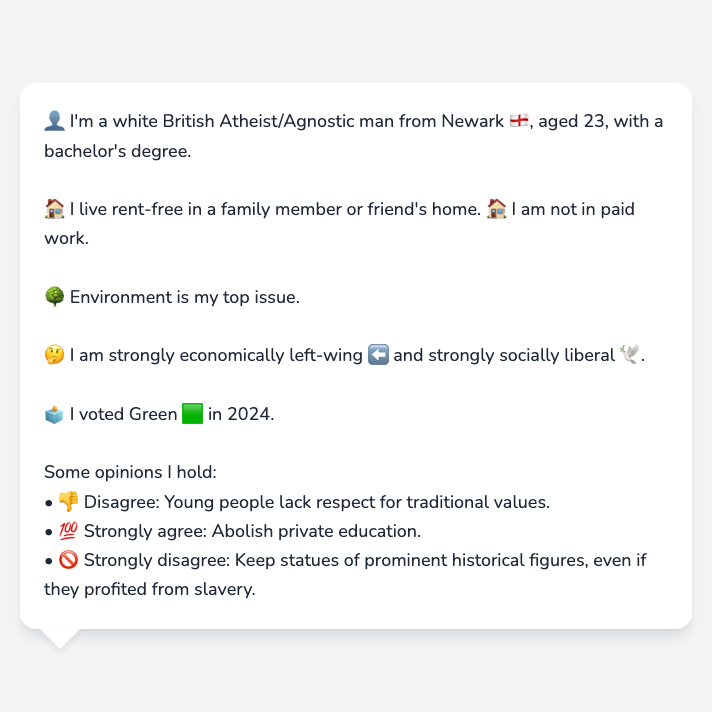 👤 I'm a white British Atheist/Agnostic man from Newark 🏴󠁧󠁢󠁥󠁮󠁧󠁿, aged 23, with a
bachelor's degree.
🏠 I live rent-free in a family member or friend's home. 🏠 I am not in paid
work.
🌳 Environment is my top issue.
🤔 I am strongly economically left-wing ⬅️ and strongly socially liberal 🕊️.
🗳️ I voted Green 🟩 in 2024.
Some opinions I hold:
• 👎 Disagree: Young people lack respect for traditional values.
• 💯 Strongly agree: Abolish private education.
• 🚫 Strongly disagree: Keep statues of prominent historical figures, even if
they profited from slavery.